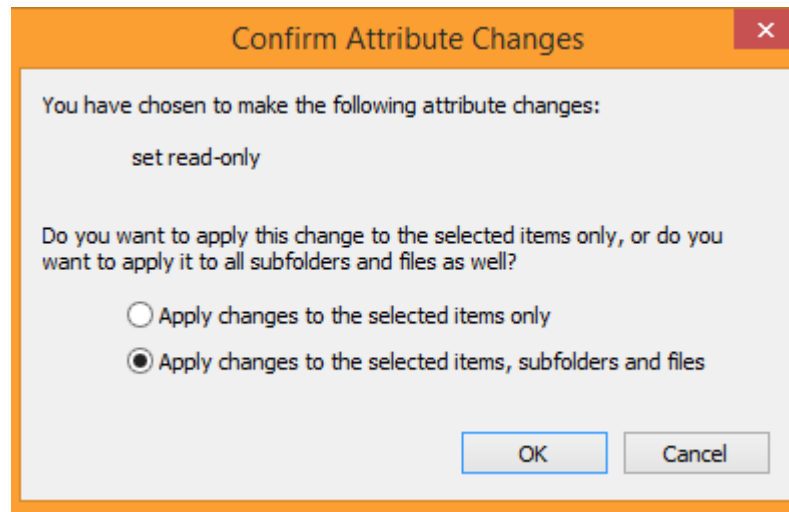 Confirm Attribute Changes
You have chosen to make the following attribute changes:
set read-only
Do you want to apply this change to the selected items only, or do you
want to apply it to all subfolders and files as well?
Apply changes to the selected items only
Apply changes to the selected items, subfolders and files
OK Cancel